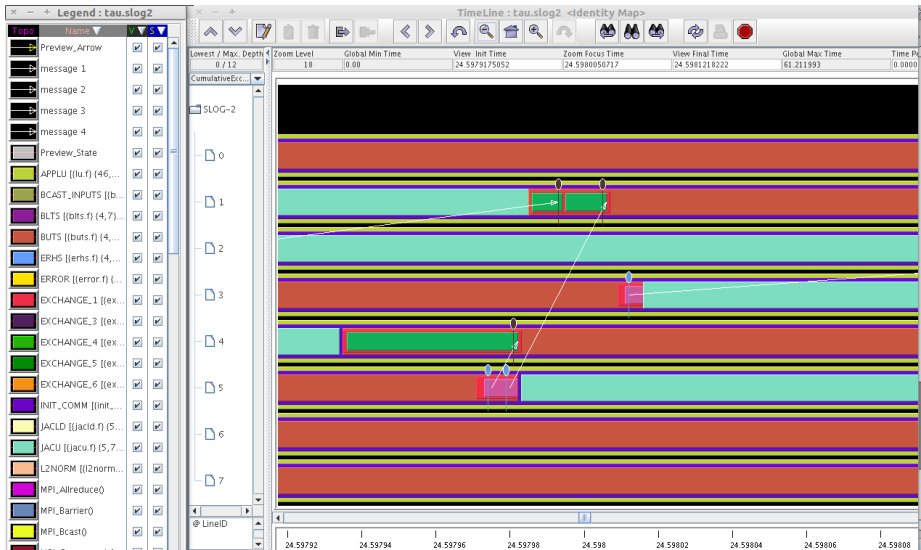 Legend : tau.slog2
Topo Name V S
Preview_Arrow
message 1
message 2
message 3
message 4
Preview_State
APPLU [{lu.f} {46,...
BCAST_INPUTS [{b...
BLTS [{blts.f} {4,7}...
BUTS [{buts.f} {4,...
ERHS [{erhs.f} {4,...
ERROR [{error.f} {...
EXCHANGE_1 [{ex...
EXCHANGE_3 [{ex...
EXCHANGE_4 [{ex...
EXCHANGE_5 [{ex...
EXCHANGE_6 [{ex...
INIT_COMM [{init_...
JACLD [{jacld.f} {5...
JACU [{jacu.f} {5,7...
L2NORM [{l2norm...
MPI_Allreduce()
MPI_Barrier()
MPI_Bcast()
TimeLine : tau.slog2 <Identity Map>
Lowest / Max. Depth
0 / 12
Zoom Level
18
Global Min Time
0.00
View Init Time
24.5979175052
Zoom Focus Time
24.5980050717
View Final Time
24.5981218222
Global Max Time
61.211993
Time Pe
0.0000
CumulativeExc...
SLOG-2
0
1
2
3
4
5
6
7
@ LineID
24.59792 24.59794 24.59796 24.59798 24.598 24.59802 24.59804 24.59806 24.59808